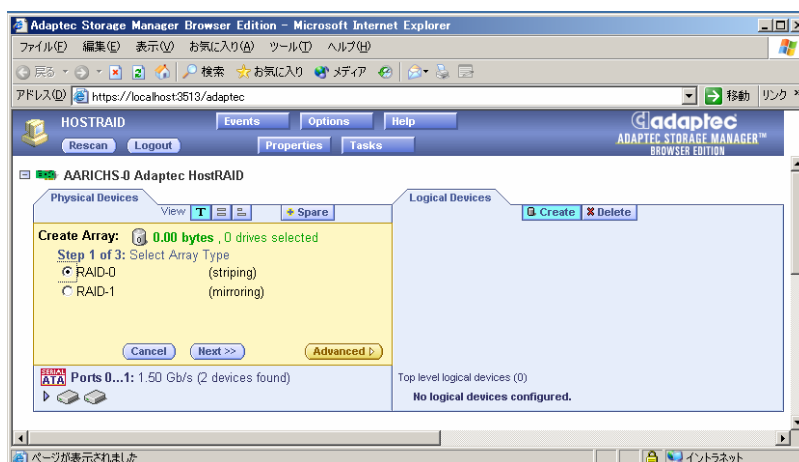 Adaptec Storage Manager Browser Edition - Microsoft Internet Explorer
ファイル(F) 編集(E) 表示(V) お気に入り(A) ツール(T) ヘルプ(H)
戻る 検索 お気に入り メディア
アドレス(D) https://localhost:3513/adaptec 移動 リンク »
HOSTRAID Events Options Help adaptec
Rescan Logout Properties Tasks ADAPTEC STORAGE MANAGER™
BROWSER EDITION
AARICHS-0 Adaptec HostRAID
Physical Devices Logical Devices
View T + Spare Create Delete
Create Array: 0.00 bytes , 0 drives selected
Step 1 of 3: Select Array Type
RAID-0 (striping)
RAID-1 (mirroring)
Cancel Next >> Advanced
SERIAL ATA Ports 0...1: 1.50 Gb/s (2 devices found)
Top level logical devices (0)
No logical devices configured.
ページが表示されました イントラネット